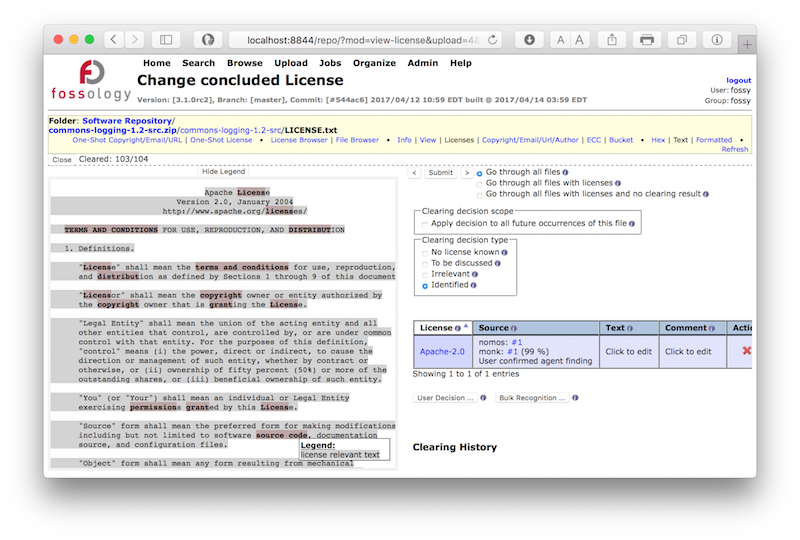 localhost:8844/repo/?mod=view-license&upload=4
A A
fossology
Home Search Browse Upload Jobs Organize Admin Help
Change concluded License
Version: [3.1.0rc2], Branch: [master], Commit: [#544ac6] 2017/04/12 10:59 EDT built @ 2017/04/14 03:59 EDT
logout
User: fossy
Group: fossy
Folder: Software Repository/
commons-logging-1.2-src.zip/commons-logging-1.2-src/LICENSE.txt
One-Shot Copyright/Email/URL | One-Shot License • License Browser | File Browser • Info | View | Licenses | Copyright/Email/Url/Author | ECC | Bucket • Hex | Text | Formatted •
Refresh
Close Cleared: 103/104
Hide Legend
Apache License
Version 2.0, January 2004
http://www.apache.org/licenses/
TERMS AND CONDITIONS FOR USE, REPRODUCTION, AND DISTRIBUTION
1. Definitions.
"License" shall mean the terms and conditions for use, reproduction,
and distribution as defined by Sections 1 through 9 of this document
"Licensor" shall mean the copyright owner or entity authorized by
the copyright owner that is granting the License.
"Legal Entity" shall mean the union of the acting entity and all
other entities that control, are controlled by, or are under common
control with that entity. For the purposes of this definition,
"control" means (i) the power, direct or indirect, to cause the
direction or management of such entity, whether by contract or
otherwise, or (ii) ownership of fifty percent (50%) or more of the
outstanding shares, or (iii) beneficial ownership of such entity.
"You" (or "Your") shall mean an individual or Legal Entity
exercising permissions granted by this License.
"Source" form shall mean the preferred form for making modifications
including but not limited to software source code, documentation
source, and configuration files.
"Object" form shall mean any form resulting from mechanical
Legend:
license relevant text
< Submit > Go through all files
Go through all files with licenses
Go through all files with licenses and no clearing result
Clearing decision scope
Apply decision to all future occurrences of this file
Clearing decision type
No license known
To be discussed
Irrelevant
Identified
License Source Text Comment Actio
Apache-2.0
nomos: #1
monk: #1 (99 %)
User confirmed agent finding
Click to edit Click to edit
Showing 1 to 1 of 1 entries
User Decision ... Bulk Recognition ...
Clearing History